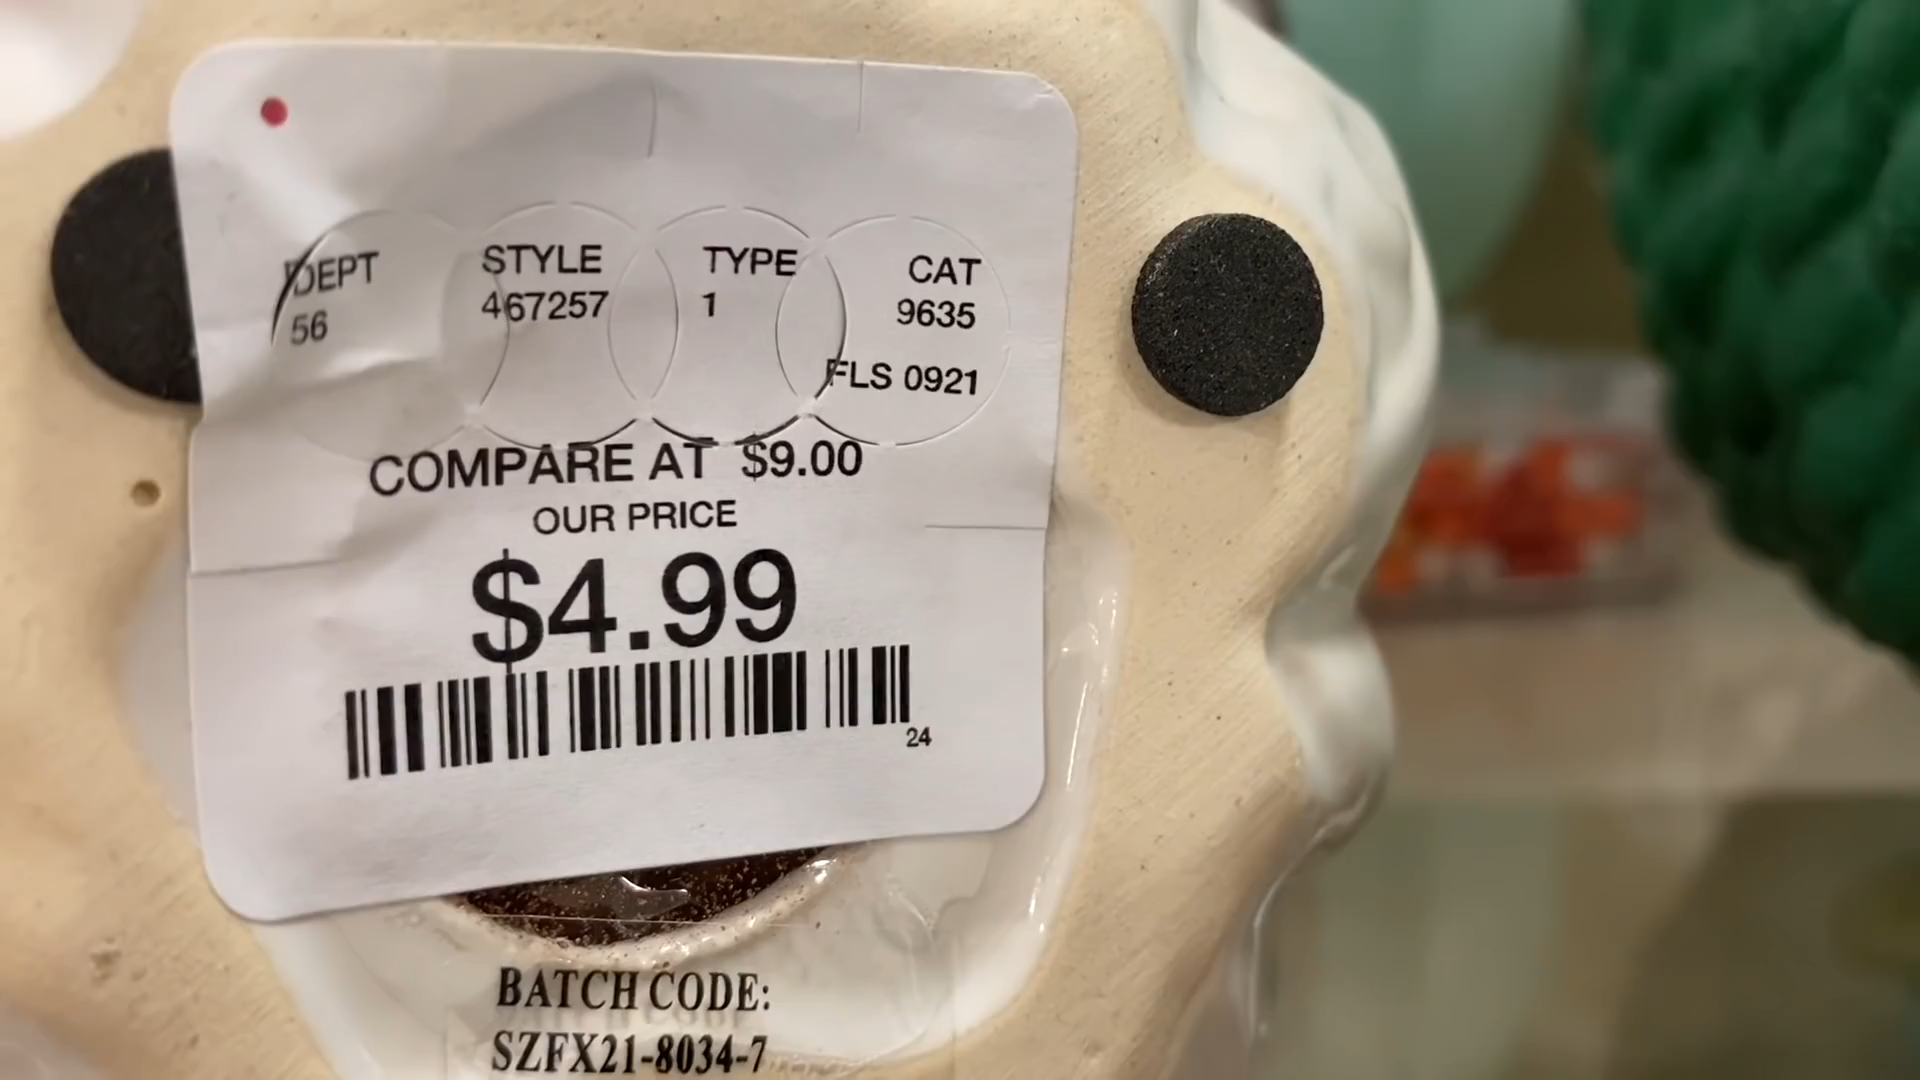 DEPT STYLE TYPE CAT
56 467257 1 9635
FLS 0921
COMPARE AT $9.00
OUR PRICE
$4.99
24
BATCH CODE:
SZFX21-8034-7